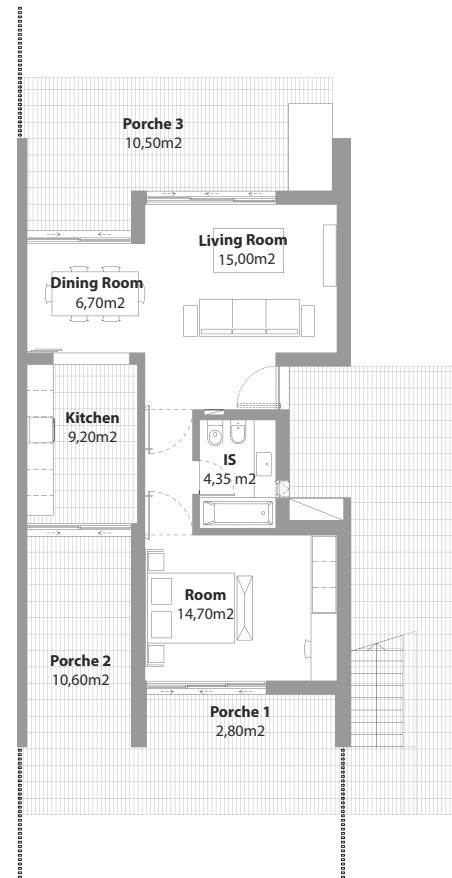 Porche 3
10,50m2
Living Room
15,00m2
Dining Room
6,70m2
Kitchen
9,20m2
IS
4,35 m2
Room
14,70m2
Porche 2
10,60m2
Porche 1
2,80m2